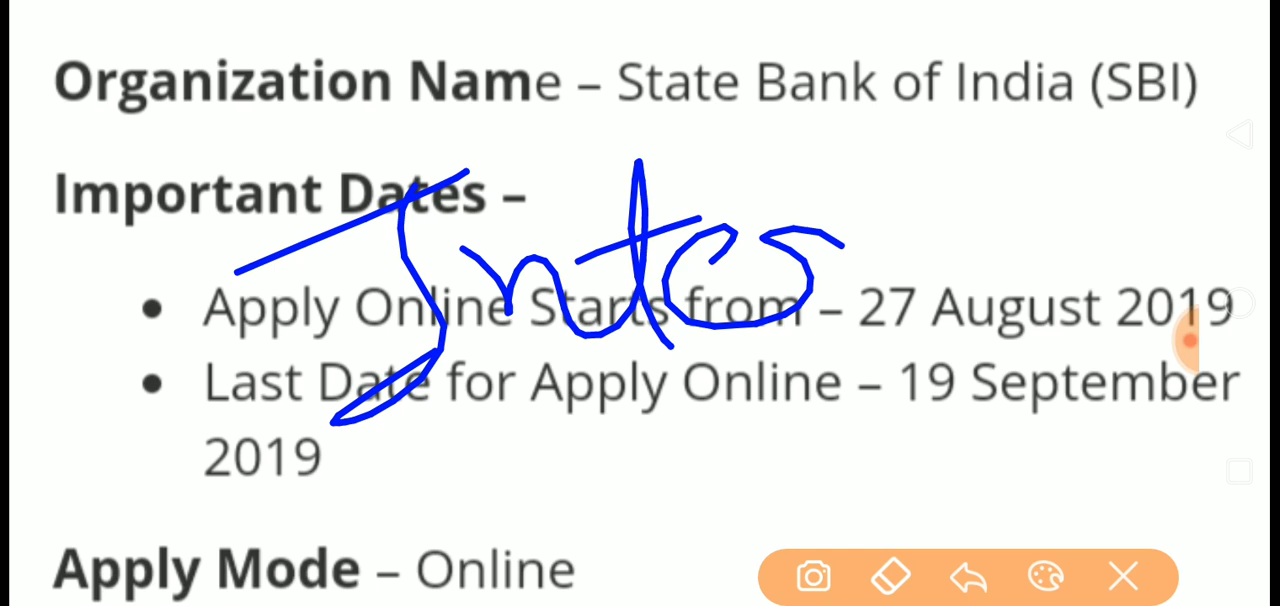 Organization Name – State Bank of India (SBI)
Important Dates –
• Apply Online Starts from – 27 August 2019
• Last Date for Apply Online – 19 September
2019
Apply Mode – Online